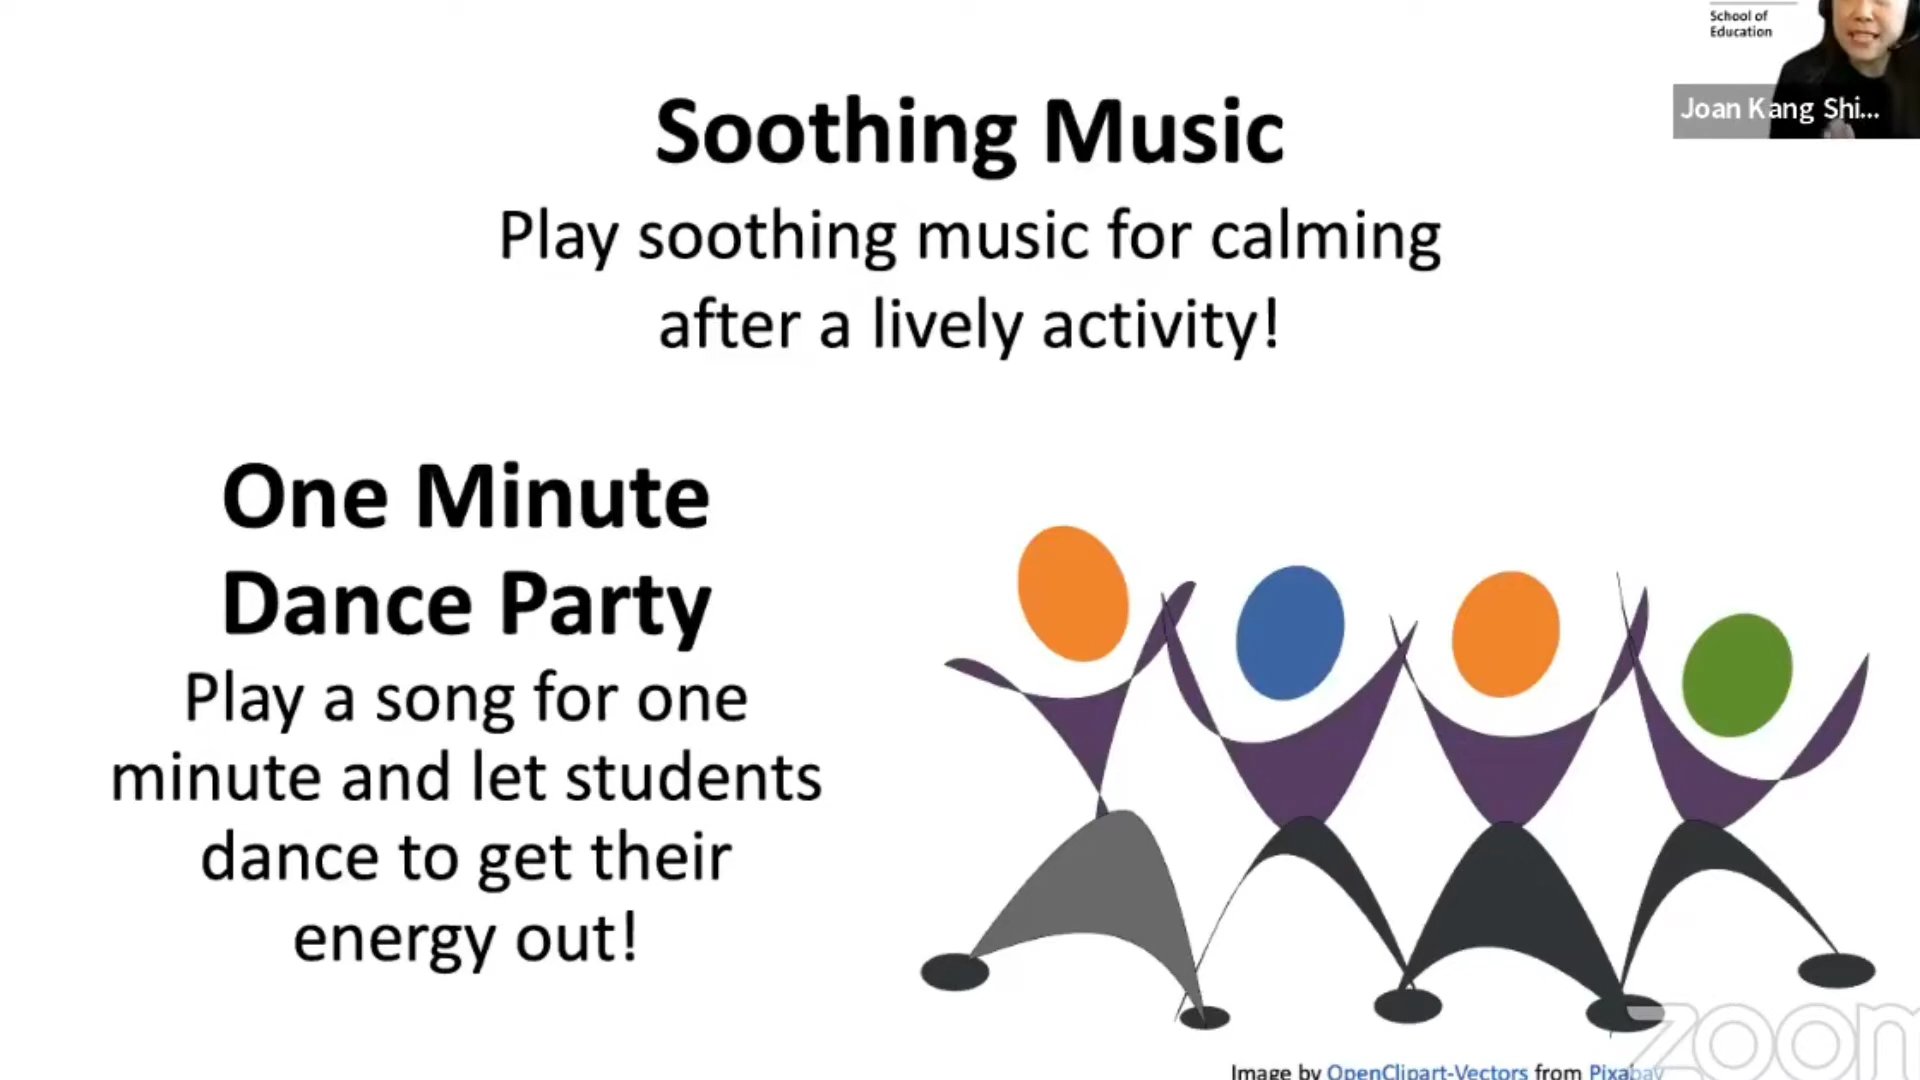 School of
Education
Joan Kang Shi...
Soothing Music
Play soothing music for calming
after a lively activity!
One Minute
Dance Party
Play a song for one
minute and let students
dance to get their
energy out!
zoom
Image by OpenClipart-Vectors from Pixabay